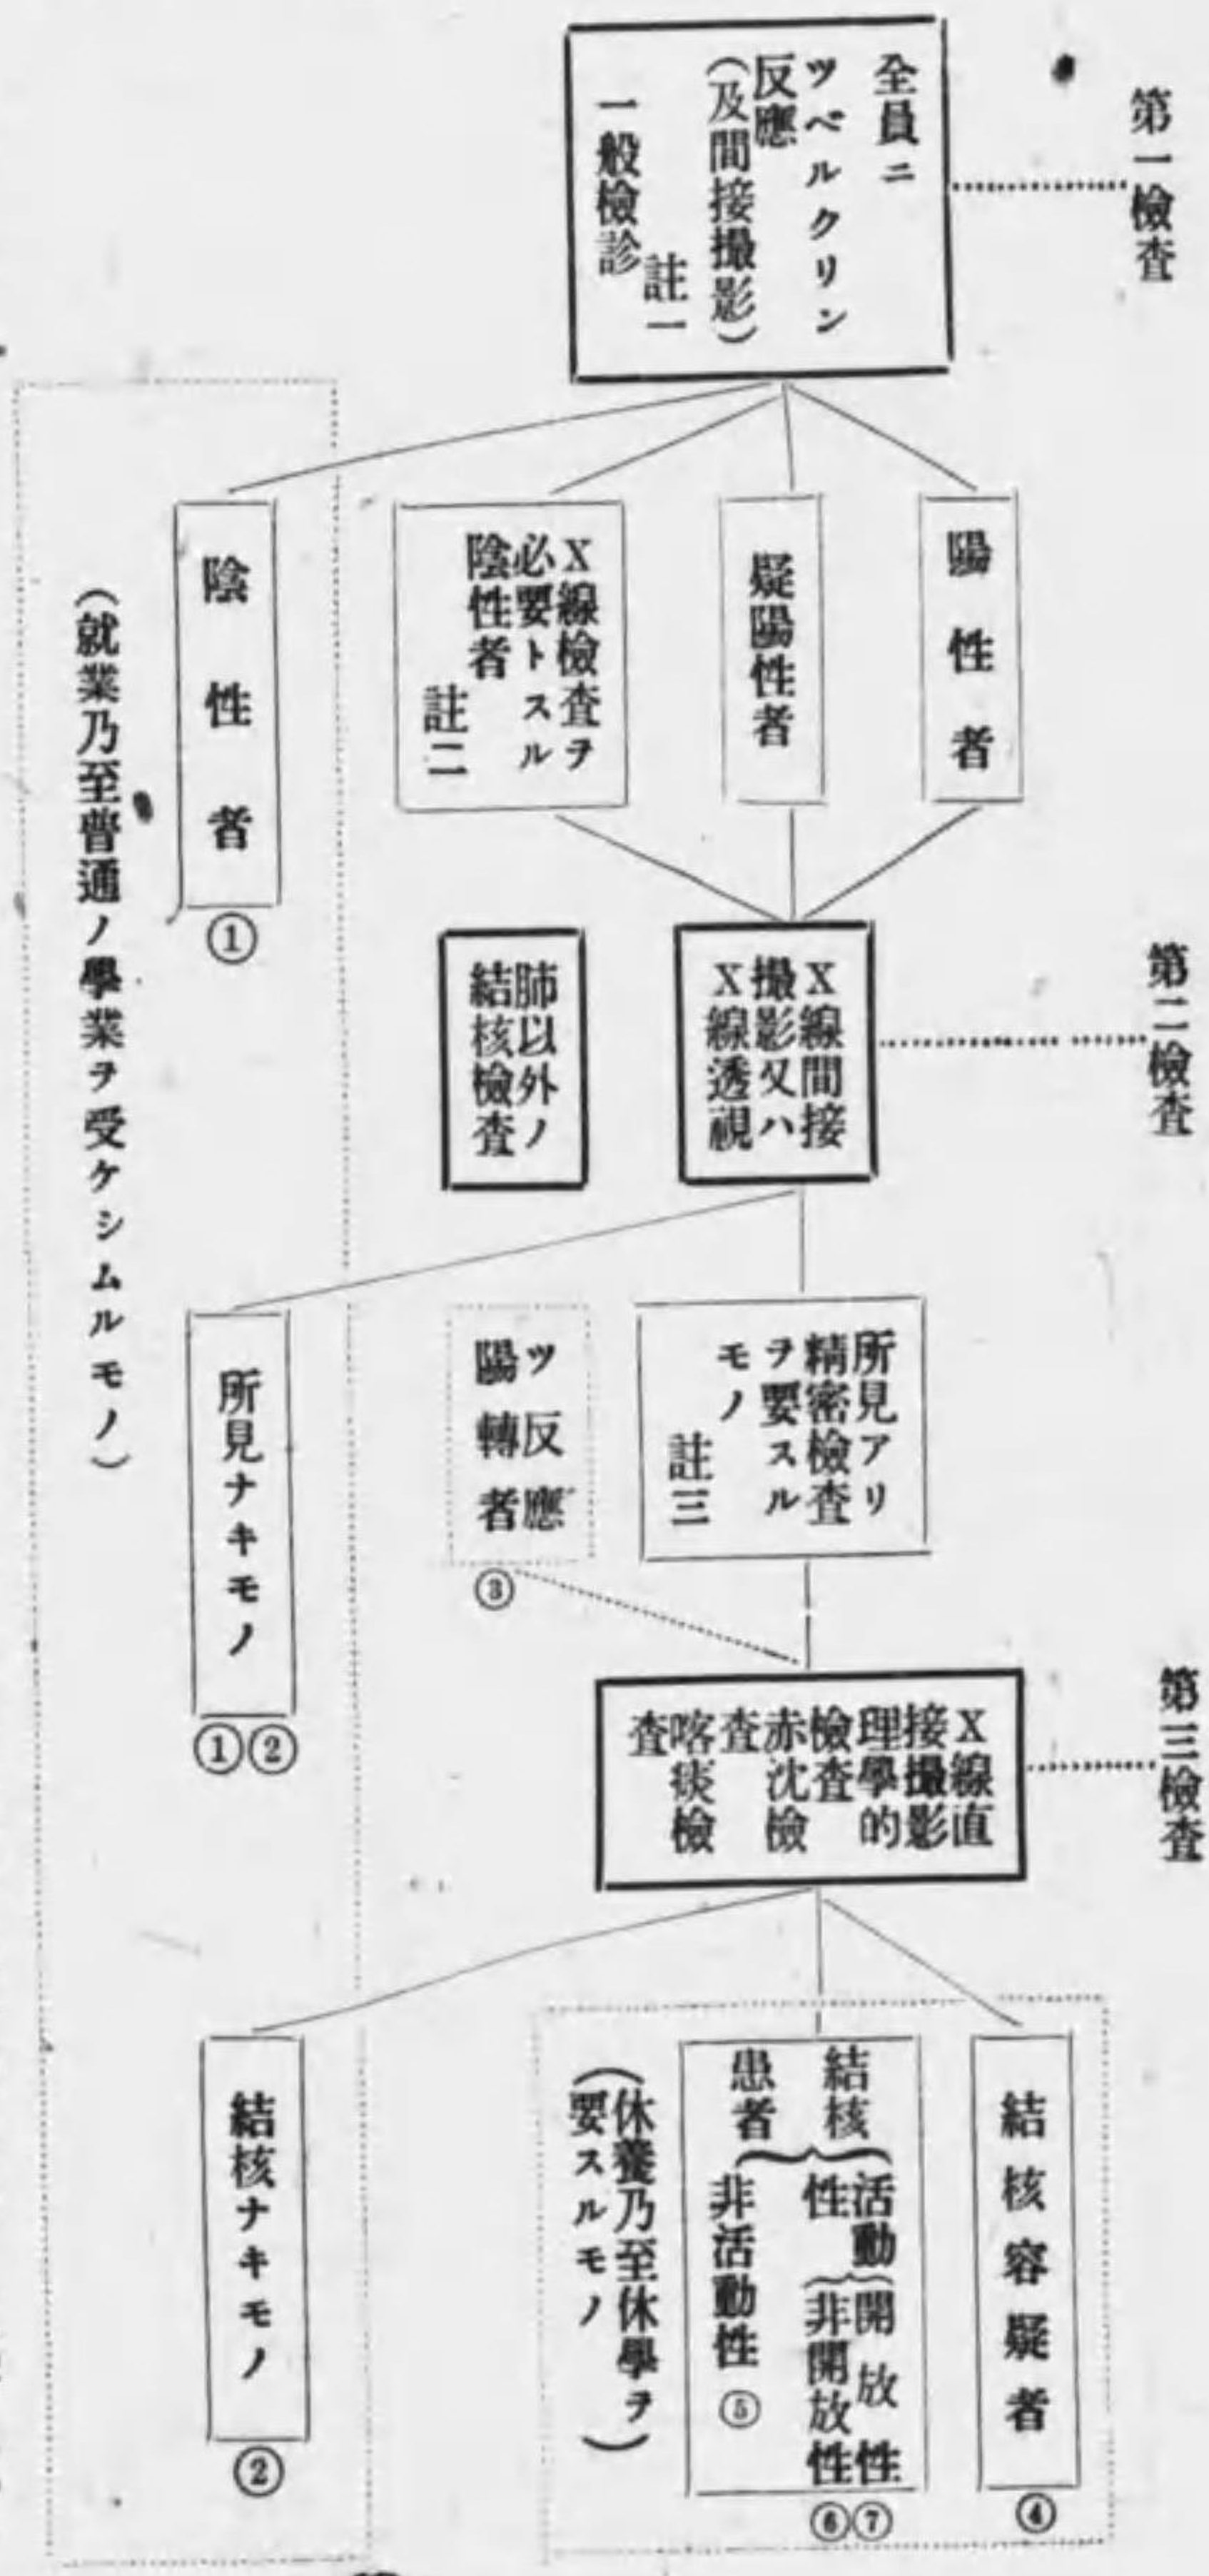 第一檢査
全員ニ
ツベルクリン
反應
(及間接撮影)
註一
一般檢診
陽性者
疑陽性者
X線檢査ヲ
必要トスル
陰性者
註二
陰性者
①
第二檢査
X線間接
撮影又ハ
X線透視
肺以外ノ
結核檢査
所見アリ
精密檢査
ヲ要スル
モノ
註三
ツ反應
陽轉者
③
所見ナキモノ
①②
第三檢査
X線直
接撮影
理學的
檢査
赤沈檢
査
喀痰檢
査
結核容疑者
④
結核
患者
活動
性
開放性
⑦
非開放性
⑥
非活動性 ⑤
(休養乃至休學ヲ
要スルモノ)
結核ナキモノ
②
(就業乃至普通ノ學業ヲ受ケシムルモノ)